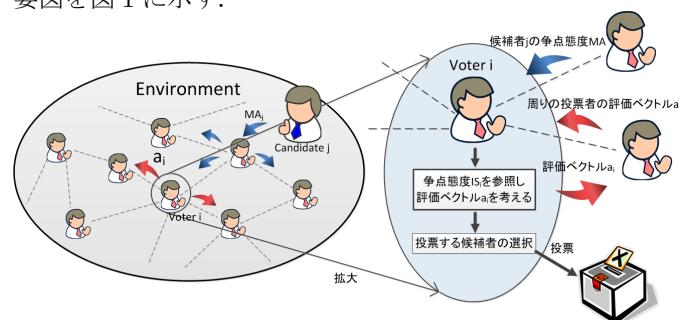 要図を図1に示す.
Environment
MAj
Candidate j
ai
Voter i
拡大
Voter i
候補者jの争点態度MA
周りの投票者の評価ベクトルa
評価ベクトルai
争点態度ISiを参照し
評価ベクトルaiを考える
投票する候補者の選択
投票